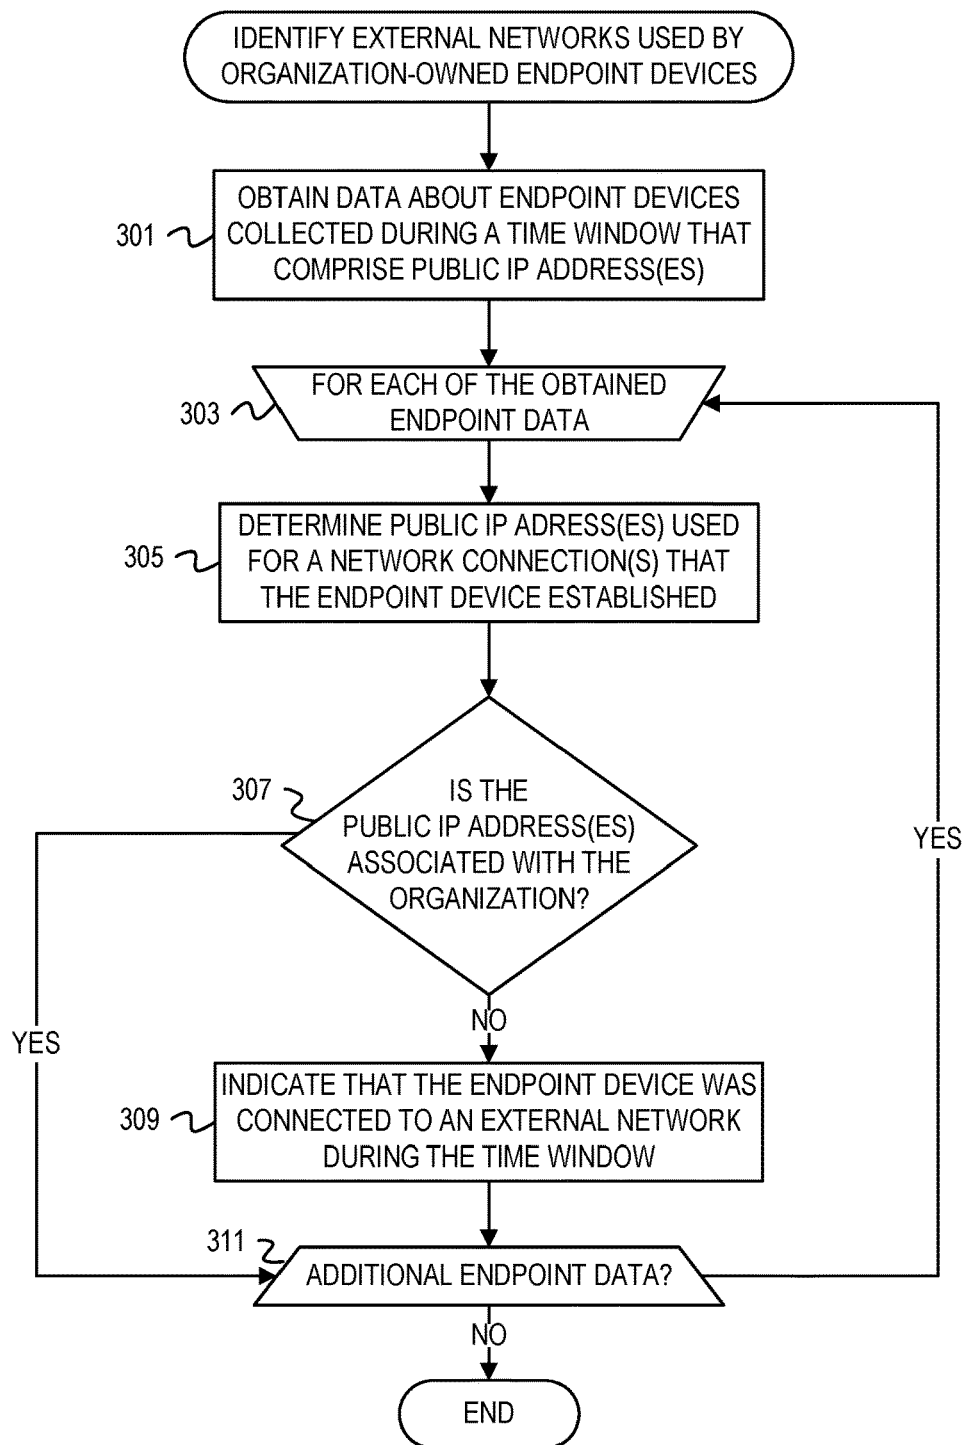 IDENTIFY EXTERNAL NETWORKS USED BY
ORGANIZATION-OWNED ENDPOINT DEVICES
301
OBTAIN DATA ABOUT ENDPOINT DEVICES
COLLECTED DURING A TIME WINDOW THAT
COMPRISE PUBLIC IP ADDRESS(ES)
303
FOR EACH OF THE OBTAINED
ENDPOINT DATA
305
DETERMINE PUBLIC IP ADRESS(ES) USED
FOR A NETWORK CONNECTION(S) THAT
THE ENDPOINT DEVICE ESTABLISHED
307
IS THE
PUBLIC IP ADDRESS(ES)
ASSOCIATED WITH THE
ORGANIZATION?
YES
YES
NO
309
INDICATE THAT THE ENDPOINT DEVICE WAS
CONNECTED TO AN EXTERNAL NETWORK
DURING THE TIME WINDOW
311
ADDITIONAL ENDPOINT DATA?
NO
END